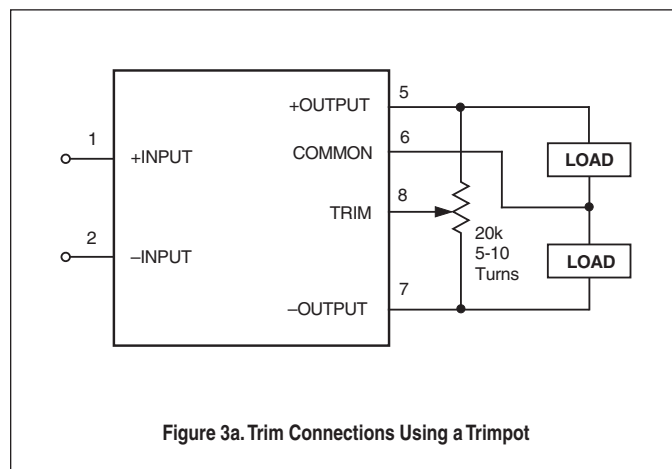 5
+OUTPUT
6
1
+INPUT
COMMON
LOAD
8
TRIM
20k
5-10
Turns
2
–INPUT
LOAD
7
–OUTPUT
Figure 3a. Trim Connections Using a Trimpot